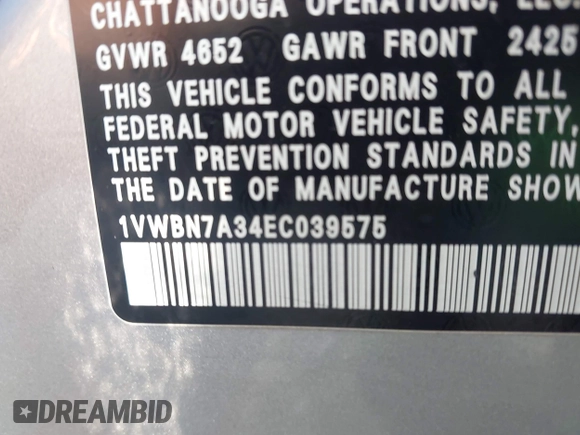 CHATTANOOGA OPERATIONS, LLC.
GVWR 4652 GAWR FRONT 2425
THIS VEHICLE CONFORMS TO ALL
FEDERAL MOTOR VEHICLE SAFETY,
THEFT PREVENTION STANDARDS IN
THE DATE OF MANUFACTURE SHOW
1VWBN7A34EC039575
DREAMBID